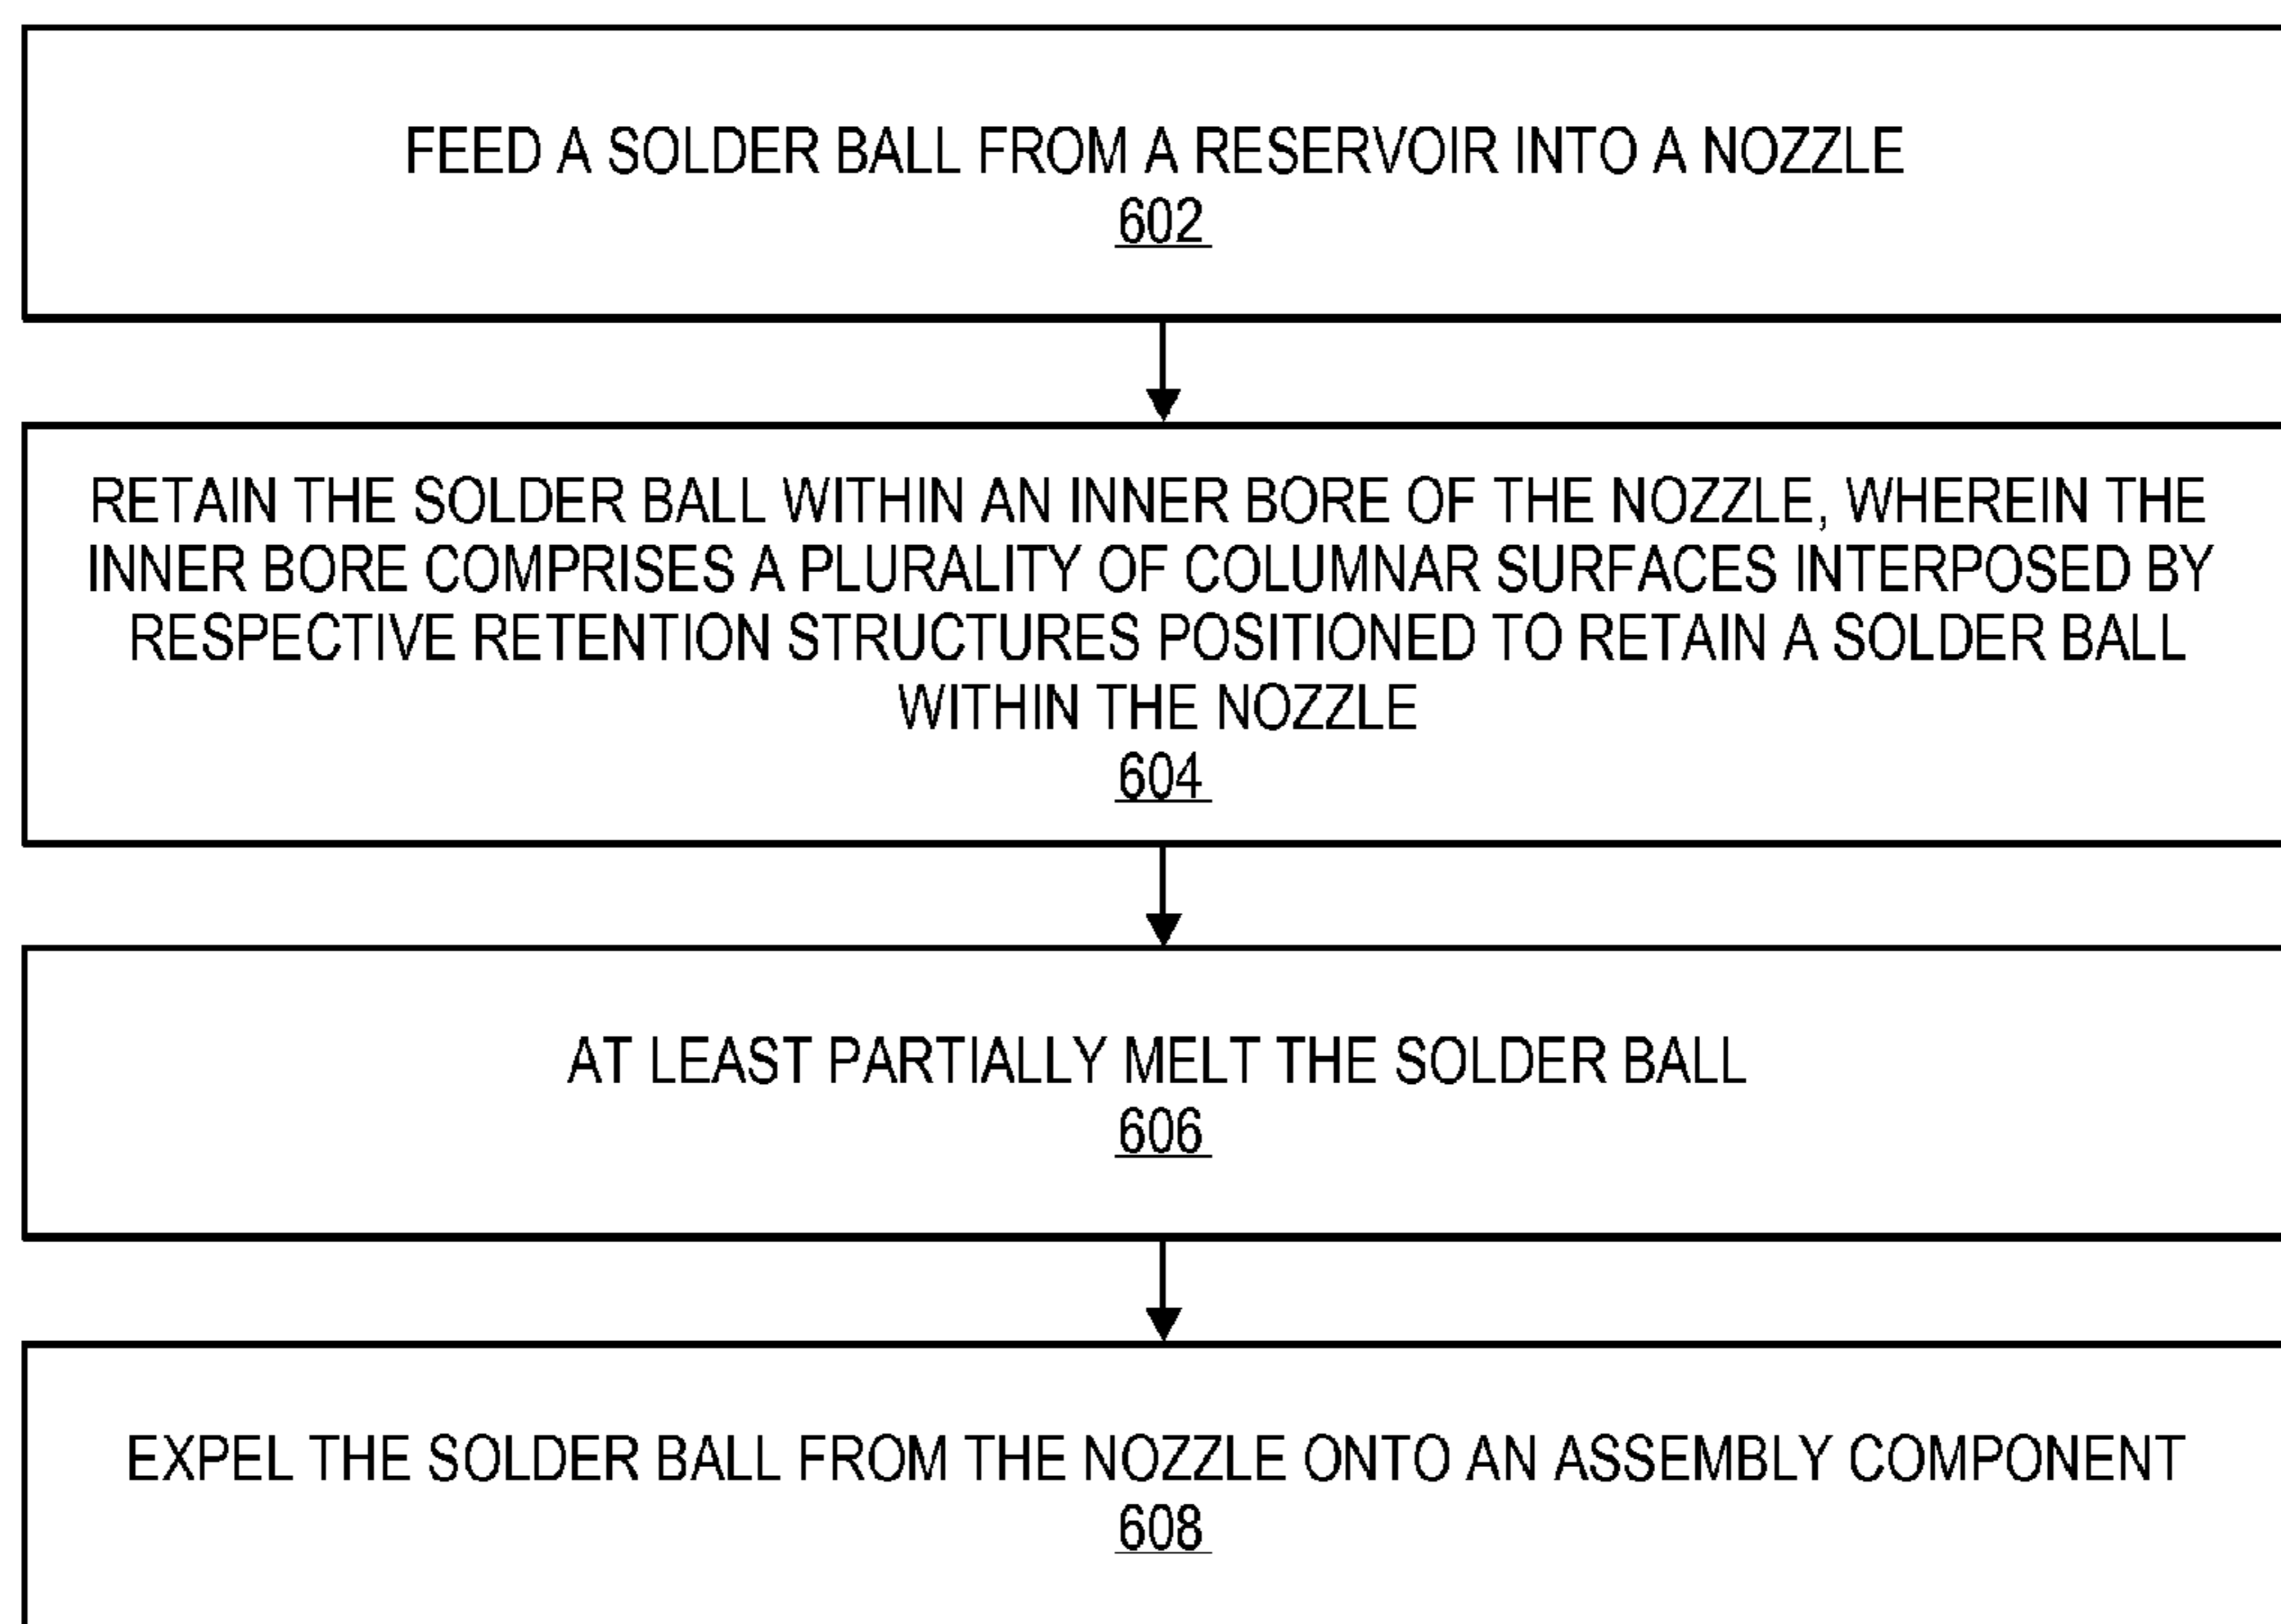 FEED A SOLDER BALL FROM A RESERVOIR INTO A NOZZLE
602
RETAIN THE SOLDER BALL WITHIN AN INNER BORE OF THE NOZZLE, WHEREIN THE
INNER BORE COMPRISES A PLURALITY OF COLUMNAR SURFACES INTERPOSED BY
RESPECTIVE RETENTION STRUCTURES POSITIONED TO RETAIN A SOLDER BALL
WITHIN THE NOZZLE
604
AT LEAST PARTIALLY MELT THE SOLDER BALL
606
EXPEL THE SOLDER BALL FROM THE NOZZLE ONTO AN ASSEMBLY COMPONENT
608